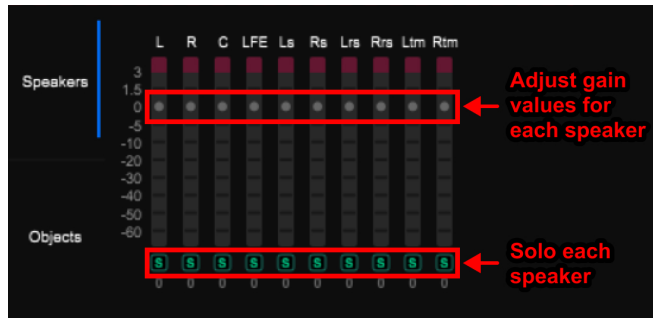 L R C LFE Ls Rs Lrs Rrs Ltm Rtm
Speakers
3
1.5
0
-5
-10
-20
-30
-40
-50
-60
Adjust gain
values for
each speaker
Objects
S S S S S S S S S S
0 0 0 0 0 0 0 0 0 0
Solo each
speaker